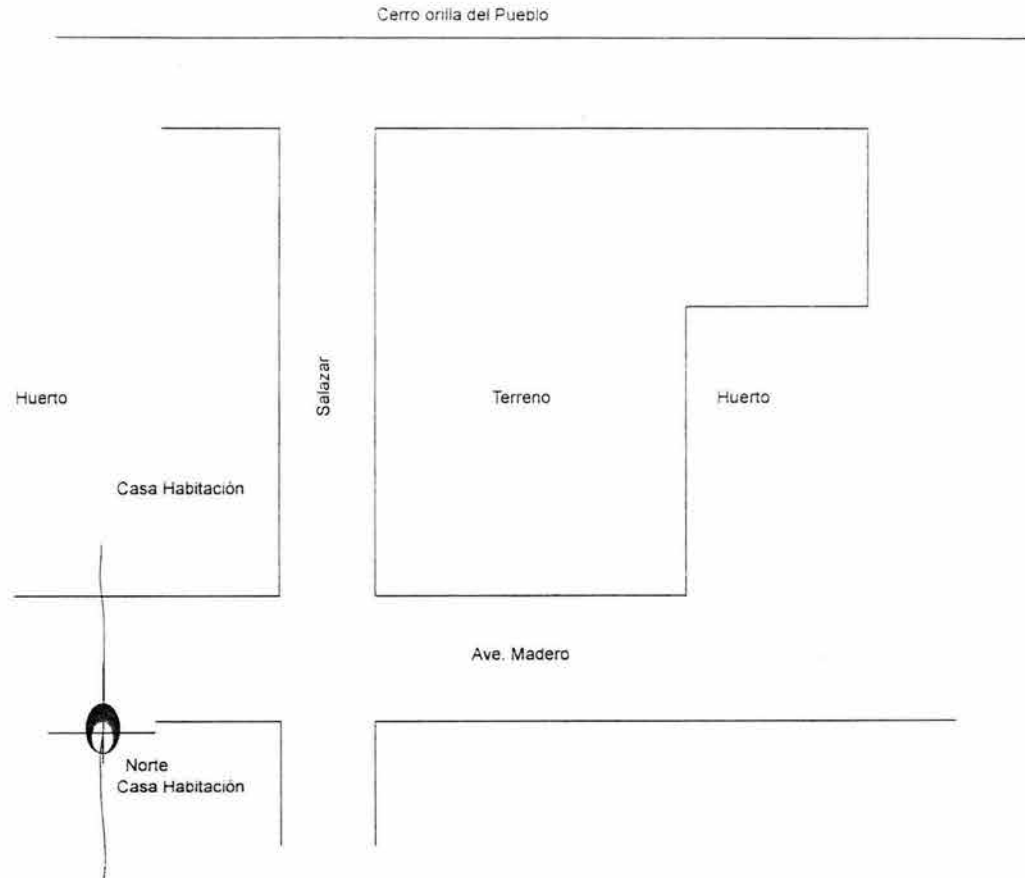 Cerro orilla del Pueblo
Salazar
Huerto
Terreno
Huerto
Casa Habitación
Ave. Madero
Norte
Casa Habitación